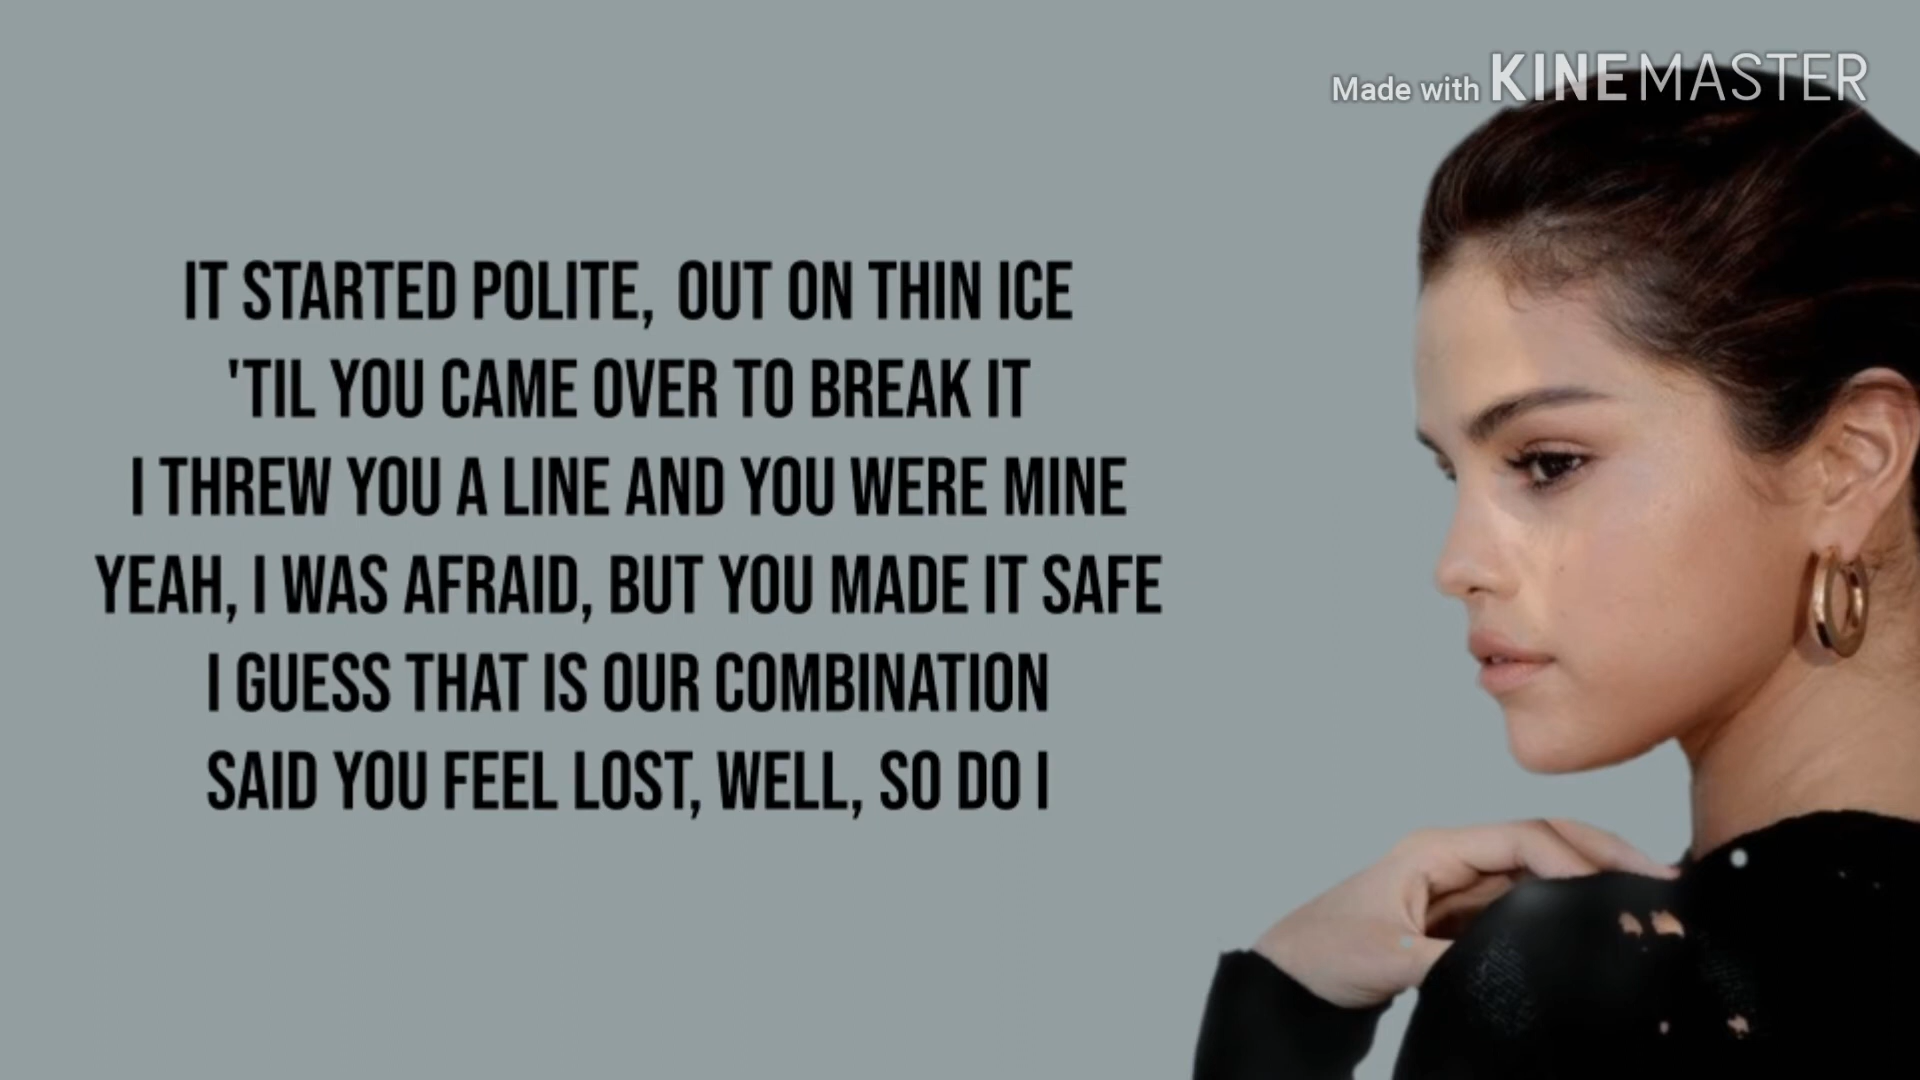 Made with KINEMASTER
IT STARTED POLITE, OUT ON THIN ICE
'TIL YOU CAME OVER TO BREAK IT
I THREW YOU A LINE AND YOU WERE MINE
YEAH, I WAS AFRAID, BUT YOU MADE IT SAFE
I GUESS THAT IS OUR COMBINATION
SAID YOU FEEL LOST, WELL, SO DO I